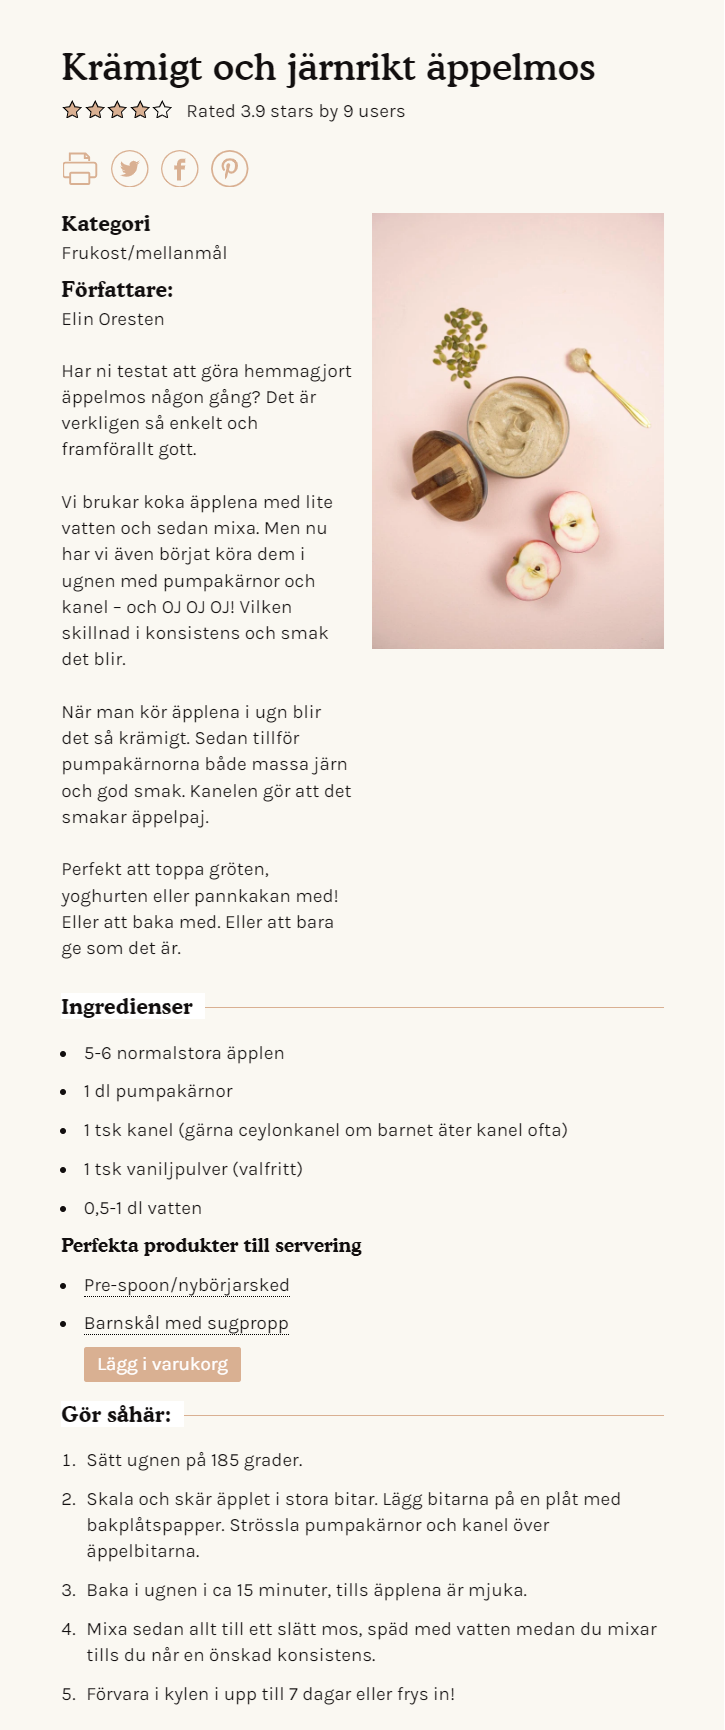 Krämigt och järnrikt äppelmos
Rated 3.9 stars by 9 users
Kategori
Frukost/mellanmål
Författare:
Elin Oresten
Har ni testat att göra hemmagjort
äppelmos någon gång? Det är
verkligen så enkelt och
framförallt gott.
Vi brukar koka äpplena med lite
vatten och sedan mixa. Men nu
har vi även börjat köra dem i
ugnen med pumpakärnor och
kanel – och OJ OJ OJ! Vilken
skillnad i konsistens och smak
det blir.
När man kör äpplena i ugn blir
det så krämigt. Sedan tillför
pumpakärnorna både massa järn
och god smak. Kanelen gör att det
smakar äppelpaj.
Perfekt att toppa gröten,
yoghurten eller pannkakan med!
Eller att baka med. Eller att bara
ge som det är.
Ingredienser
5-6 normalstora äpplen
1 dl pumpakärnor
1 tsk kanel (gärna ceylonkanel om barnet äter kanel ofta)
1 tsk vaniljpulver (valfritt)
0,5-1 dl vatten
Perfekta produkter till servering
Pre-spoon/nybörjarsked
Barnskål med sugpropp
Lägg i varukorg
Gör såhär:
1. Sätt ugnen på 185 grader.
2. Skala och skär äpplet i stora bitar. Lägg bitarna på en plåt med
bakplåtspapper. Strössla pumpakärnor och kanel över
äppelbitarna.
3. Baka i ugnen i ca 15 minuter, tills äpplena är mjuka.
4. Mixa sedan allt till ett slätt mos, späd med vatten medan du mixar
tills du når en önskad konsistens.
5. Förvara i kylen i upp till 7 dagar eller frys in!